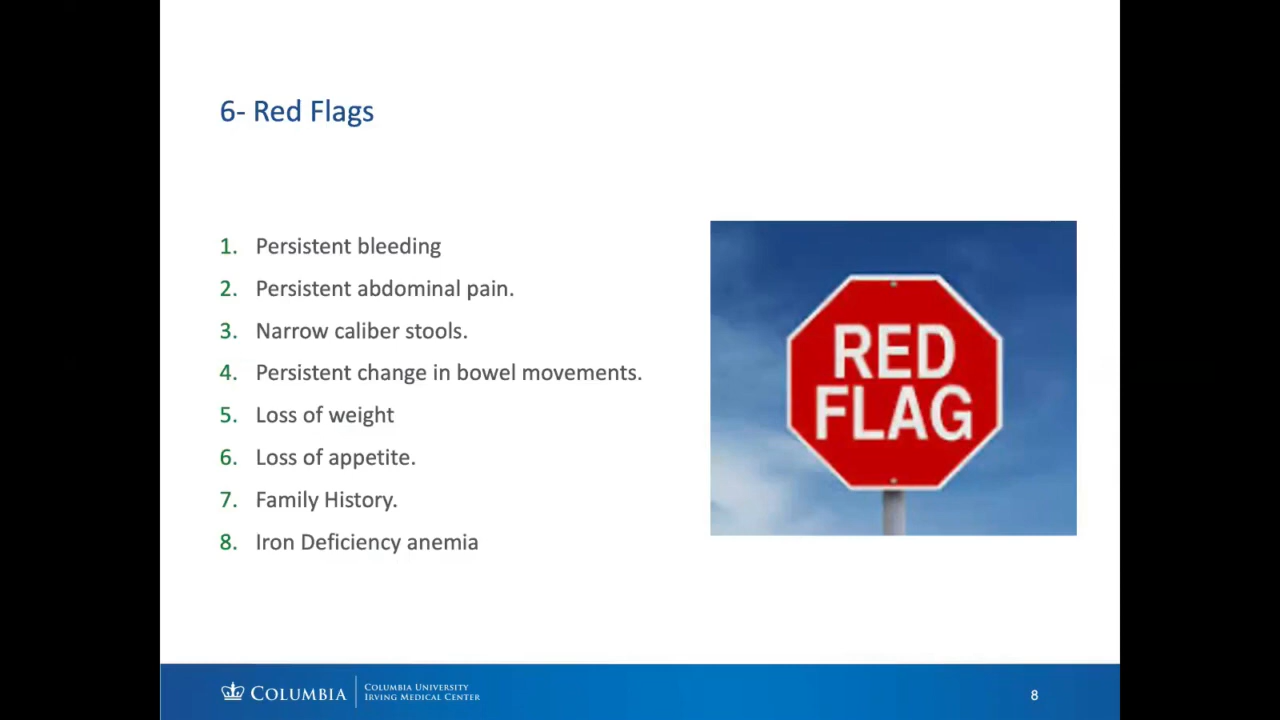 6- Red Flags
1. Persistent bleeding
2. Persistent abdominal pain.
3. Narrow caliber stools.
4. Persistent change in bowel movements.
5. Loss of weight
6. Loss of appetite.
7. Family History.
8. Iron Deficiency anemia
RED
FLAG
COLUMBIA
COLUMBIA UNIVERSITY
IRVING MEDICAL CENTER
8